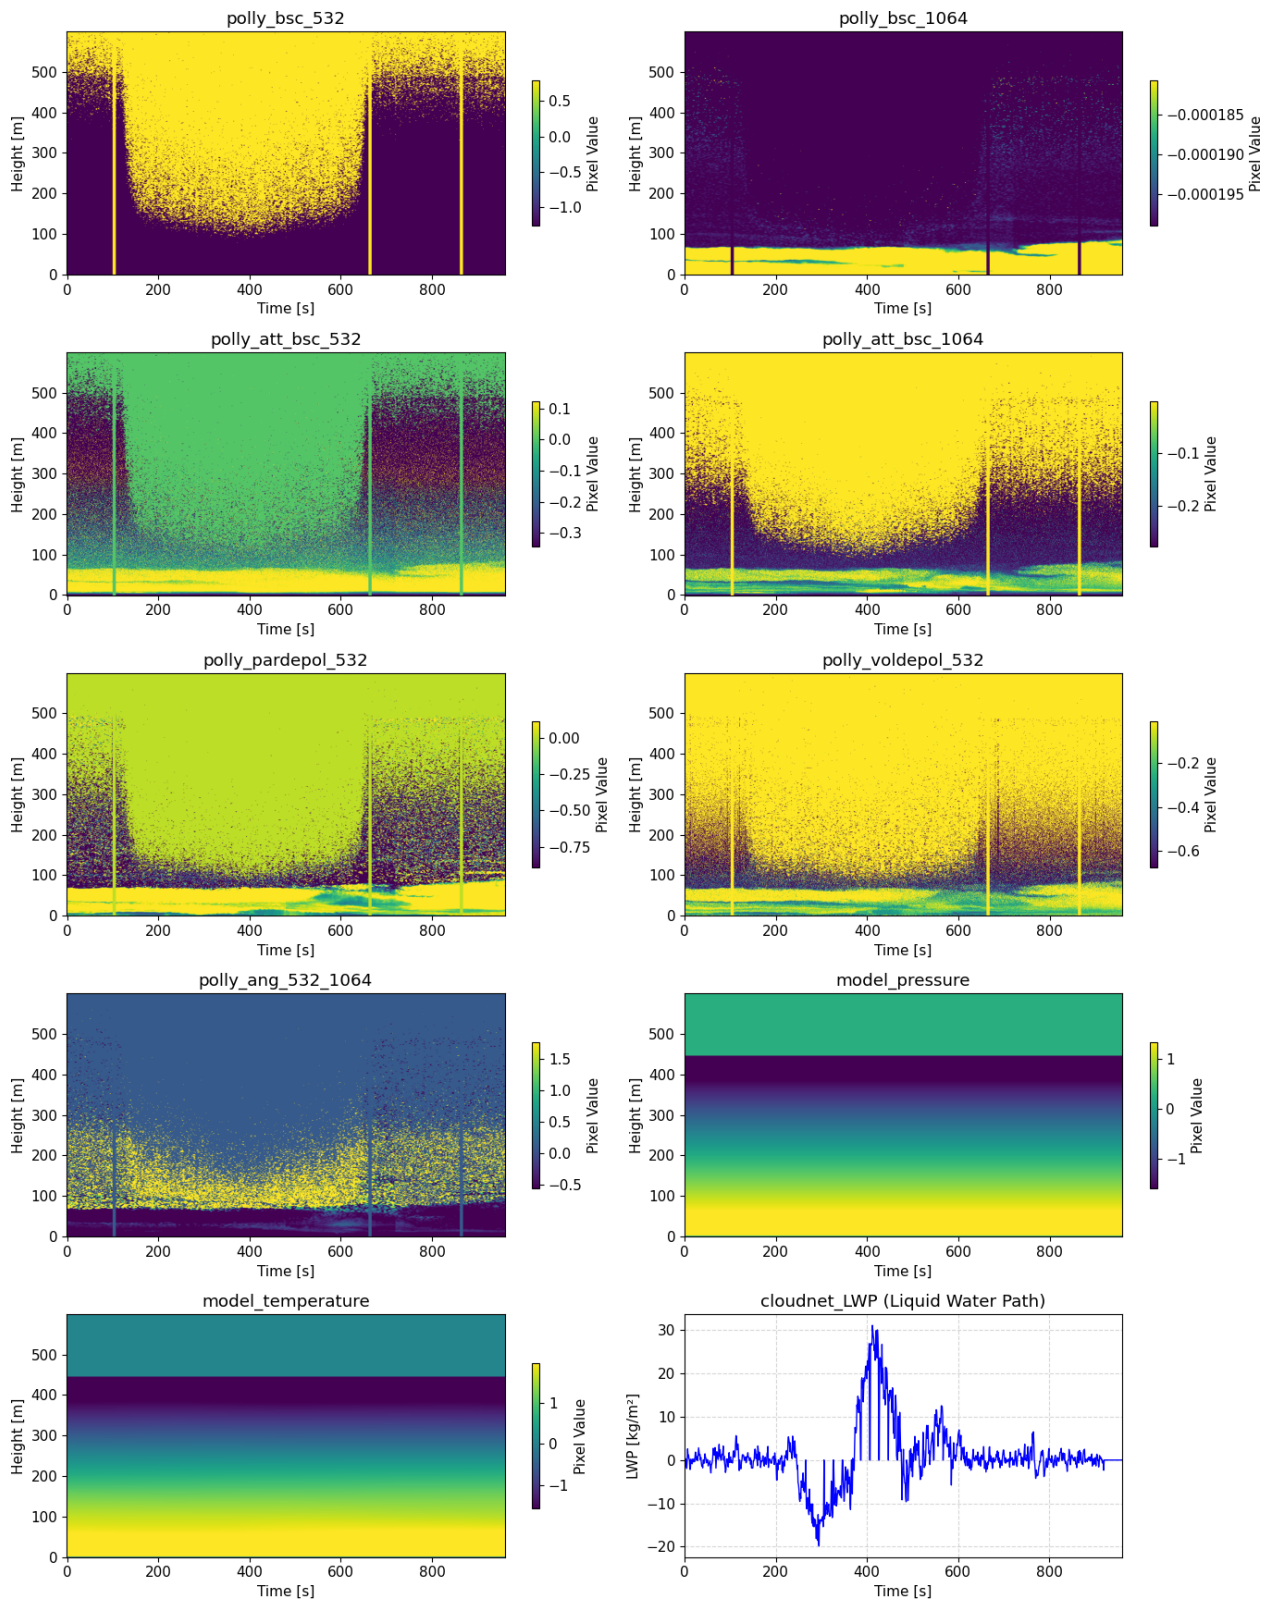 polly_bsc_532
Height [m]
500
400
300
200
100
0
0 200 400 600 800
Time [s]
0.5
0.0
−0.5
−1.0
Pixel Value
polly_bsc_1064
Height [m]
500
400
300
200
100
0
0 200 400 600 800
Time [s]
−0.000185
−0.000190
−0.000195
Pixel Value
polly_att_bsc_532
Height [m]
500
400
300
200
100
0
0 200 400 600 800
Time [s]
0.1
0.0
−0.1
−0.2
−0.3
Pixel Value
polly_att_bsc_1064
Height [m]
500
400
300
200
100
0
0 200 400 600 800
Time [s]
−0.1
−0.2
Pixel Value
polly_pardepol_532
Height [m]
500
400
300
200
100
0
0 200 400 600 800
Time [s]
0.00
−0.25
−0.50
−0.75
Pixel Value
polly_voldepol_532
Height [m]
500
400
300
200
100
0
0 200 400 600 800
Time [s]
−0.2
−0.4
−0.6
Pixel Value
polly_ang_532_1064
Height [m]
500
400
300
200
100
0
0 200 400 600 800
Time [s]
1.5
1.0
0.5
0.0
−0.5
Pixel Value
model_pressure
Height [m]
500
400
300
200
100
0
0 200 400 600 800
Time [s]
1
0
−1
Pixel Value
model_temperature
Height [m]
500
400
300
200
100
0
0 200 400 600 800
Time [s]
1
0
−1
Pixel Value
cloudnet_LWP (Liquid Water Path)
LWP [kg/m²]
30
20
10
0
−10
−20
0 200 400 600 800
Time [s]